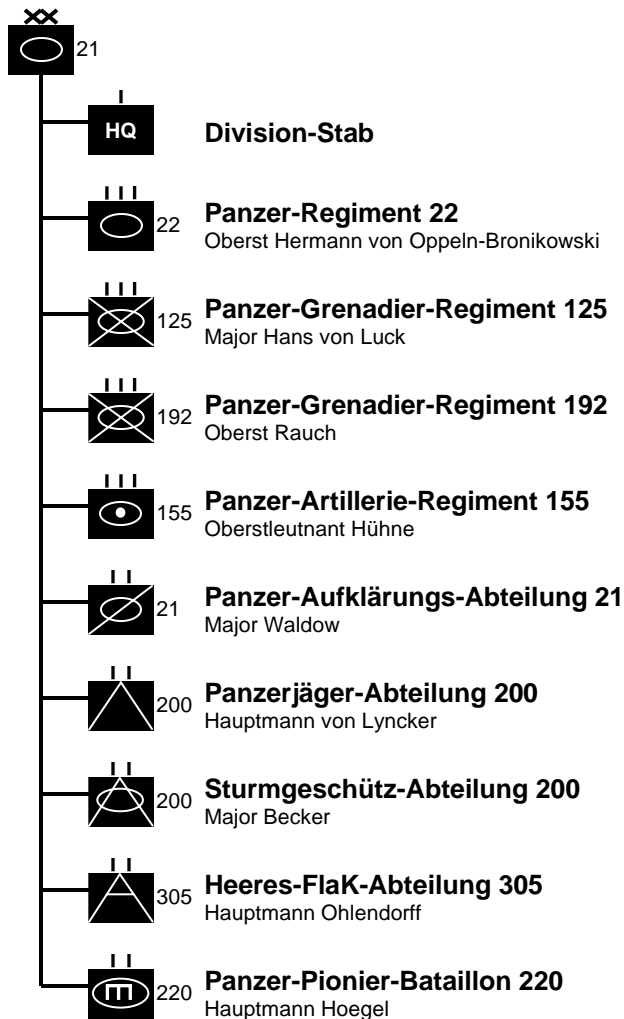 21
HQ
Division-Stab
22
Panzer-Regiment 22
Oberst Hermann von Oppeln-Bronikowski
125
Panzer-Grenadier-Regiment 125
Major Hans von Luck
192
Panzer-Grenadier-Regiment 192
Oberst Rauch
155
Panzer-Artillerie-Regiment 155
Oberstleutnant Hühne
21
Panzer-Aufklärungs-Abteilung 21
Major Waldow
200
Panzerjäger-Abteilung 200
Hauptmann von Lyncker
200
Sturmgeschütz-Abteilung 200
Major Becker
305
Heeres-FlaK-Abteilung 305
Hauptmann Ohlendorff
220
Panzer-Pionier-Bataillon 220
Hauptmann Hoegel